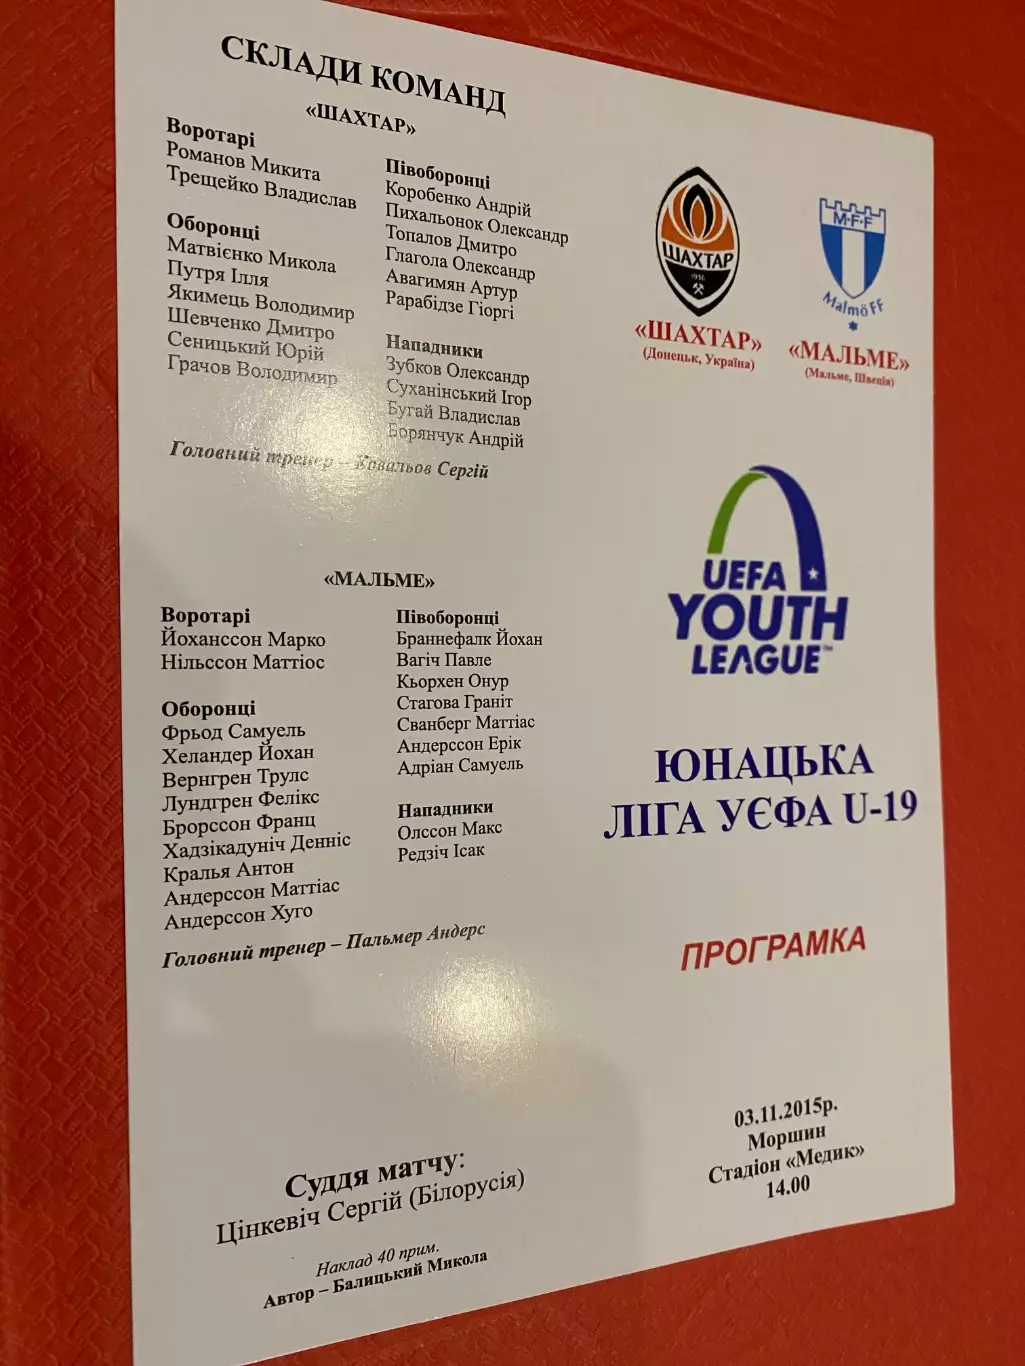 СКЛАДИ КОМАНД
«ШАХТАР»
Воротарі
Романов Микита
Трещейко Владислав
Оборонці
Матвієнко Микола
Путря Ілля
Якимець Володимир
Шевченко Дмитро
Сеницький Юрій
Грачов Володимир
Півоборонці
Коробенко Андрій
Пихальонок Олександр
Топалов Дмитро
Глагола Олександр
Авагимян Артур
Рарабідзе Гіоргі
Нападники
Зубков Олександр
Суханінський Ігор
Бугай Владислав
Борянчук Андрій
Головний тренер – Ковальов Сергій
«МАЛЬМЕ»
Воротарі
Йоханссон Марко
Нільссон Маттіос
Оборонці
Фрьод Самуель
Хеландер Йохан
Вернгрен Трулс
Лундгрен Фелікс
Брорссон Франц
Хадзікадуніч Денніс
Кралья Антон
Андерссон Маттіас
Андерссон Хуго
Півоборонці
Браннефалк Йохан
Вагіч Павле
Кьорхен Онур
Стагова Граніт
Сванберг Маттіас
Андерссон Ерік
Адріан Самуель
Нападники
Олссон Макс
Редзіч Ісак
Головний тренер – Пальмер Андерс
Суддя матчу:
Цінкевіч Сергій (Білорусія)
Наклад 40 прим.
Автор – Балицький Микола
ШАХТАР
1936
M·F·F
Malmö FF
«ШАХТАР»
(Донецьк, Україна)
«МАЛЬМЕ»
(Мальме, Швеція)
UEFA
YOUTH
LEAGUE™
ЮНАЦЬКА
ЛІГА УЄФА U-19
ПРОГРАМКА
03.11.2015р.
Моршин
Стадіон «Медик»
14.00